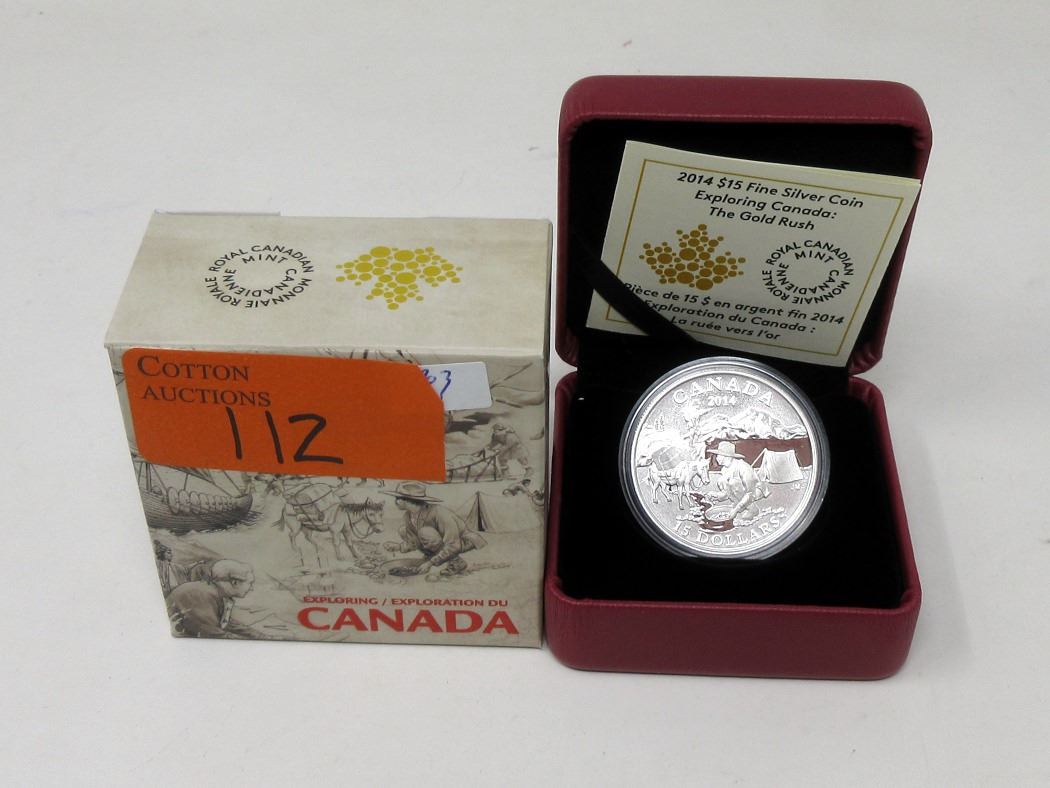 ROYAL CANADIAN MINT
MONNAIE ROYALE CANADIENNE
COTTON
AUCTIONS
112
EXPLORING / EXPLORATION DU
CANADA
2014 $15 Fine Silver Coin
Exploring Canada:
The Gold Rush
ROYAL CANADIAN MINT
MONNAIE ROYALE CANADIENNE
Pièce de 15 $ en argent fin 2014
Exploration du Canada :
La ruée vers l'or
CANADA
2014
15 DOLLARS